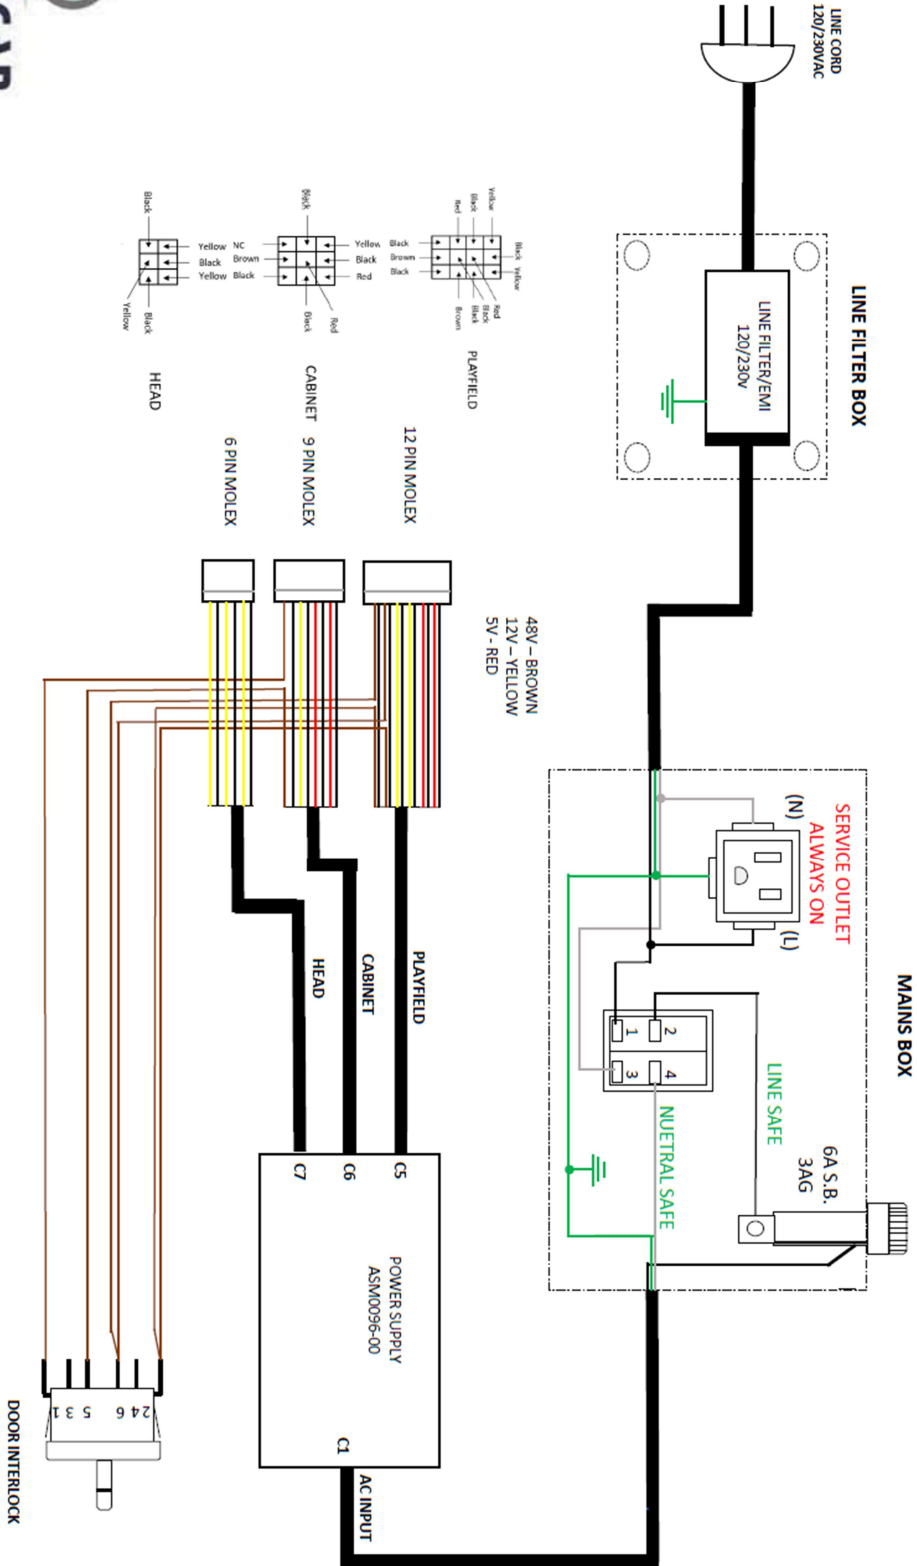 LINE CORD
120/230VAC
LINE FILTER BOX
LINE FILTER/EMI
120/230v
MAINS BOX
SERVICE OUTLET
ALWAYS ON
(N)
(L)
1
2
3
4
LINE SAFE
NUETRAL SAFE
6A S.B.
3AG
48V – BROWN
12V – YELLOW
5V - RED
PLAYFIELD
Yellow
Black
Red
Black
Yellow
Black
Brown
Black
Red
Black
Black
Brown
CABINET
Black
Yellow
Black
Red
NC
Brown
Black
Red
Black
HEAD
Black
Yellow
Black
Yellow
Black
Yellow
12 PIN MOLEX
9 PIN MOLEX
6 PIN MOLEX
PLAYFIELD
CABINET
HEAD
C5
C6
C7
POWER SUPPLY
ASM0096-00
C1
AC INPUT
2
4
6
5
3
1
DOOR INTERLOCK